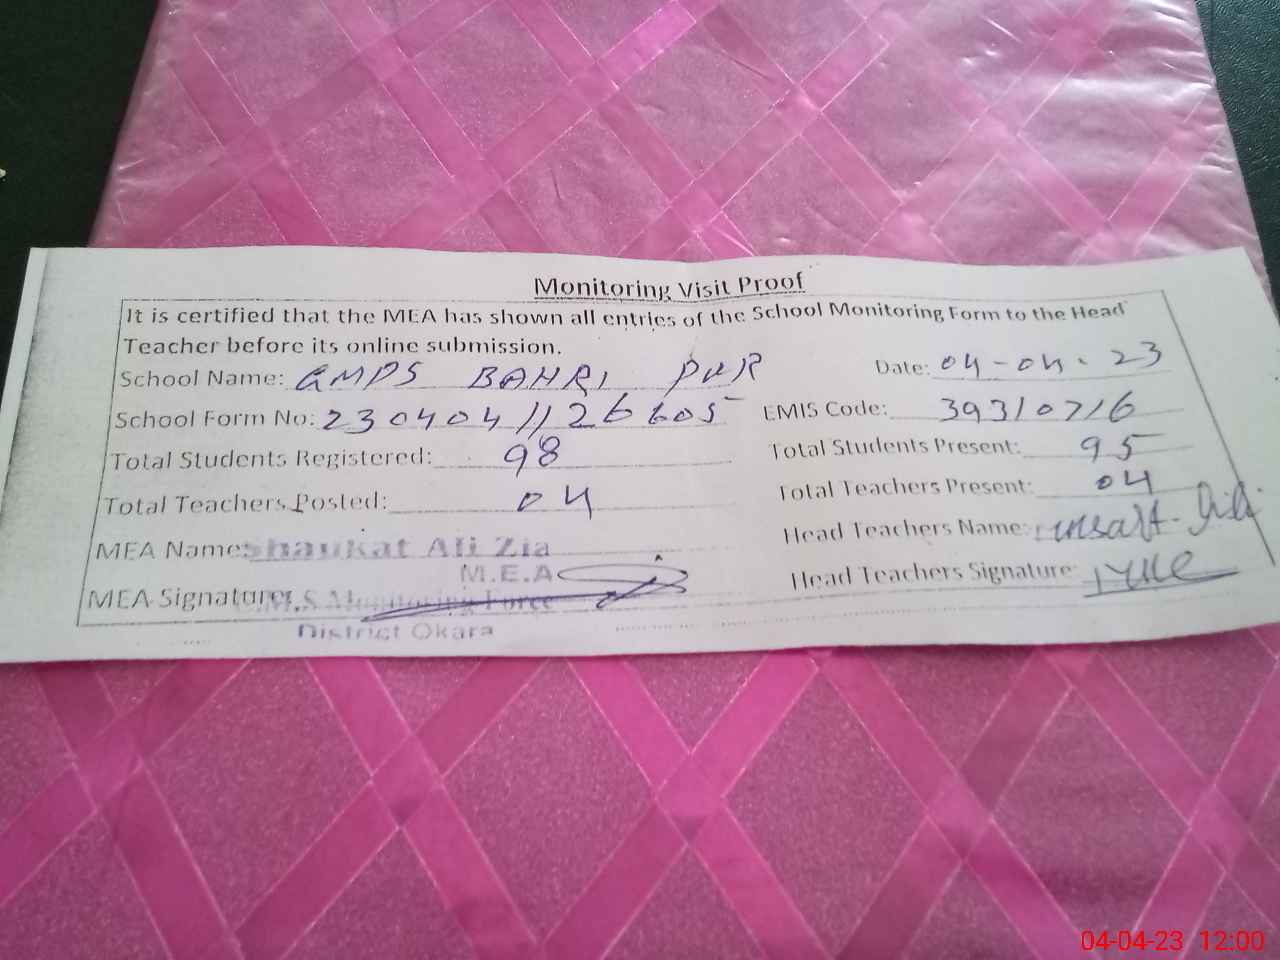 Monitoring Visit Proof
It is certified that the MEA has shown all entries of the School Monitoring Form to the Head
Teacher before its online submission.
School Name: GMPS BAHRI PUR Date: 04-04-23
School Form No: 2304041126605 EMIS Code: 39310716
Total Students Registered: 98 Total Students Present: 95
Total Teachers Posted: 04 Total Teachers Present: 04
MEA Name: Shaukat Ali Zia Head Teachers Name:
M.E.A
MEA Signature: C.M.S Monitoring Force Head Teachers Signature:
District Okara
04-04-23 12:00